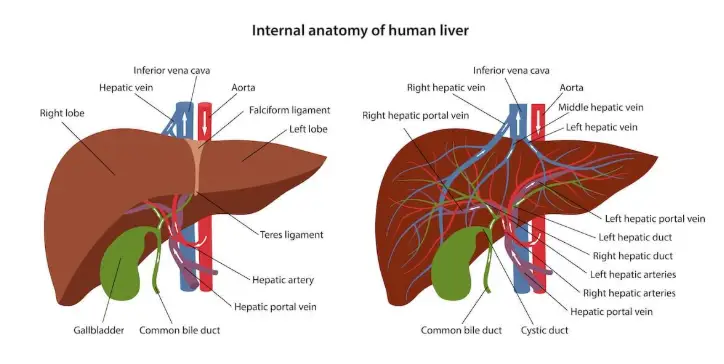 Internal anatomy of human liver
Inferior vena cava
Hepatic vein
Aorta
Right lobe
Falciform ligament
Left lobe
Teres ligament
Hepatic artery
Hepatic portal vein
Gallbladder
Common bile duct
Inferior vena cava
Right hepatic vein
Aorta
Middle hepatic vein
Right hepatic portal vein
Left hepatic vein
Left hepatic portal vein
Left hepatic duct
Right hepatic duct
Left hepatic arteries
Right hepatic arteries
Hepatic portal vein
Common bile duct
Cystic duct